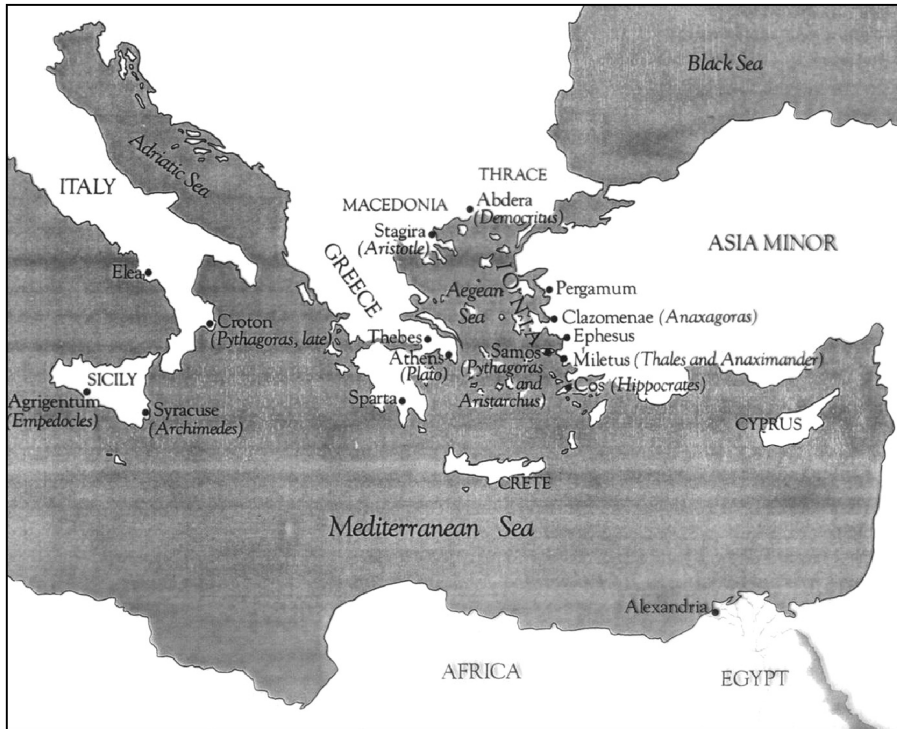 Black Sea
Adriatic Sea
ITALY
THRACE
MACEDONIA
Abdera
(Democritus)
Stagira
(Aristotle)
ASIA MINOR
GREECE
IONIA
Elea
Aegean
Sea
Pergamum
Croton
(Pythagoras, late)
Clazomenae (Anaxagoras)
Thebes
Ephesus
Athens
(Plato)
Samos
(Pythagoras
and
Aristarchus)
Miletus (Thales and Anaximander)
SICILY
Cos (Hippocrates)
Agrigentum
(Empedocles)
Syracuse
(Archimedes)
Sparta
CYPRUS
CRETE
Mediterranean Sea
Alexandria
AFRICA
EGYPT